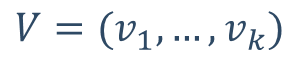 V = (v₁, …, vₖ)